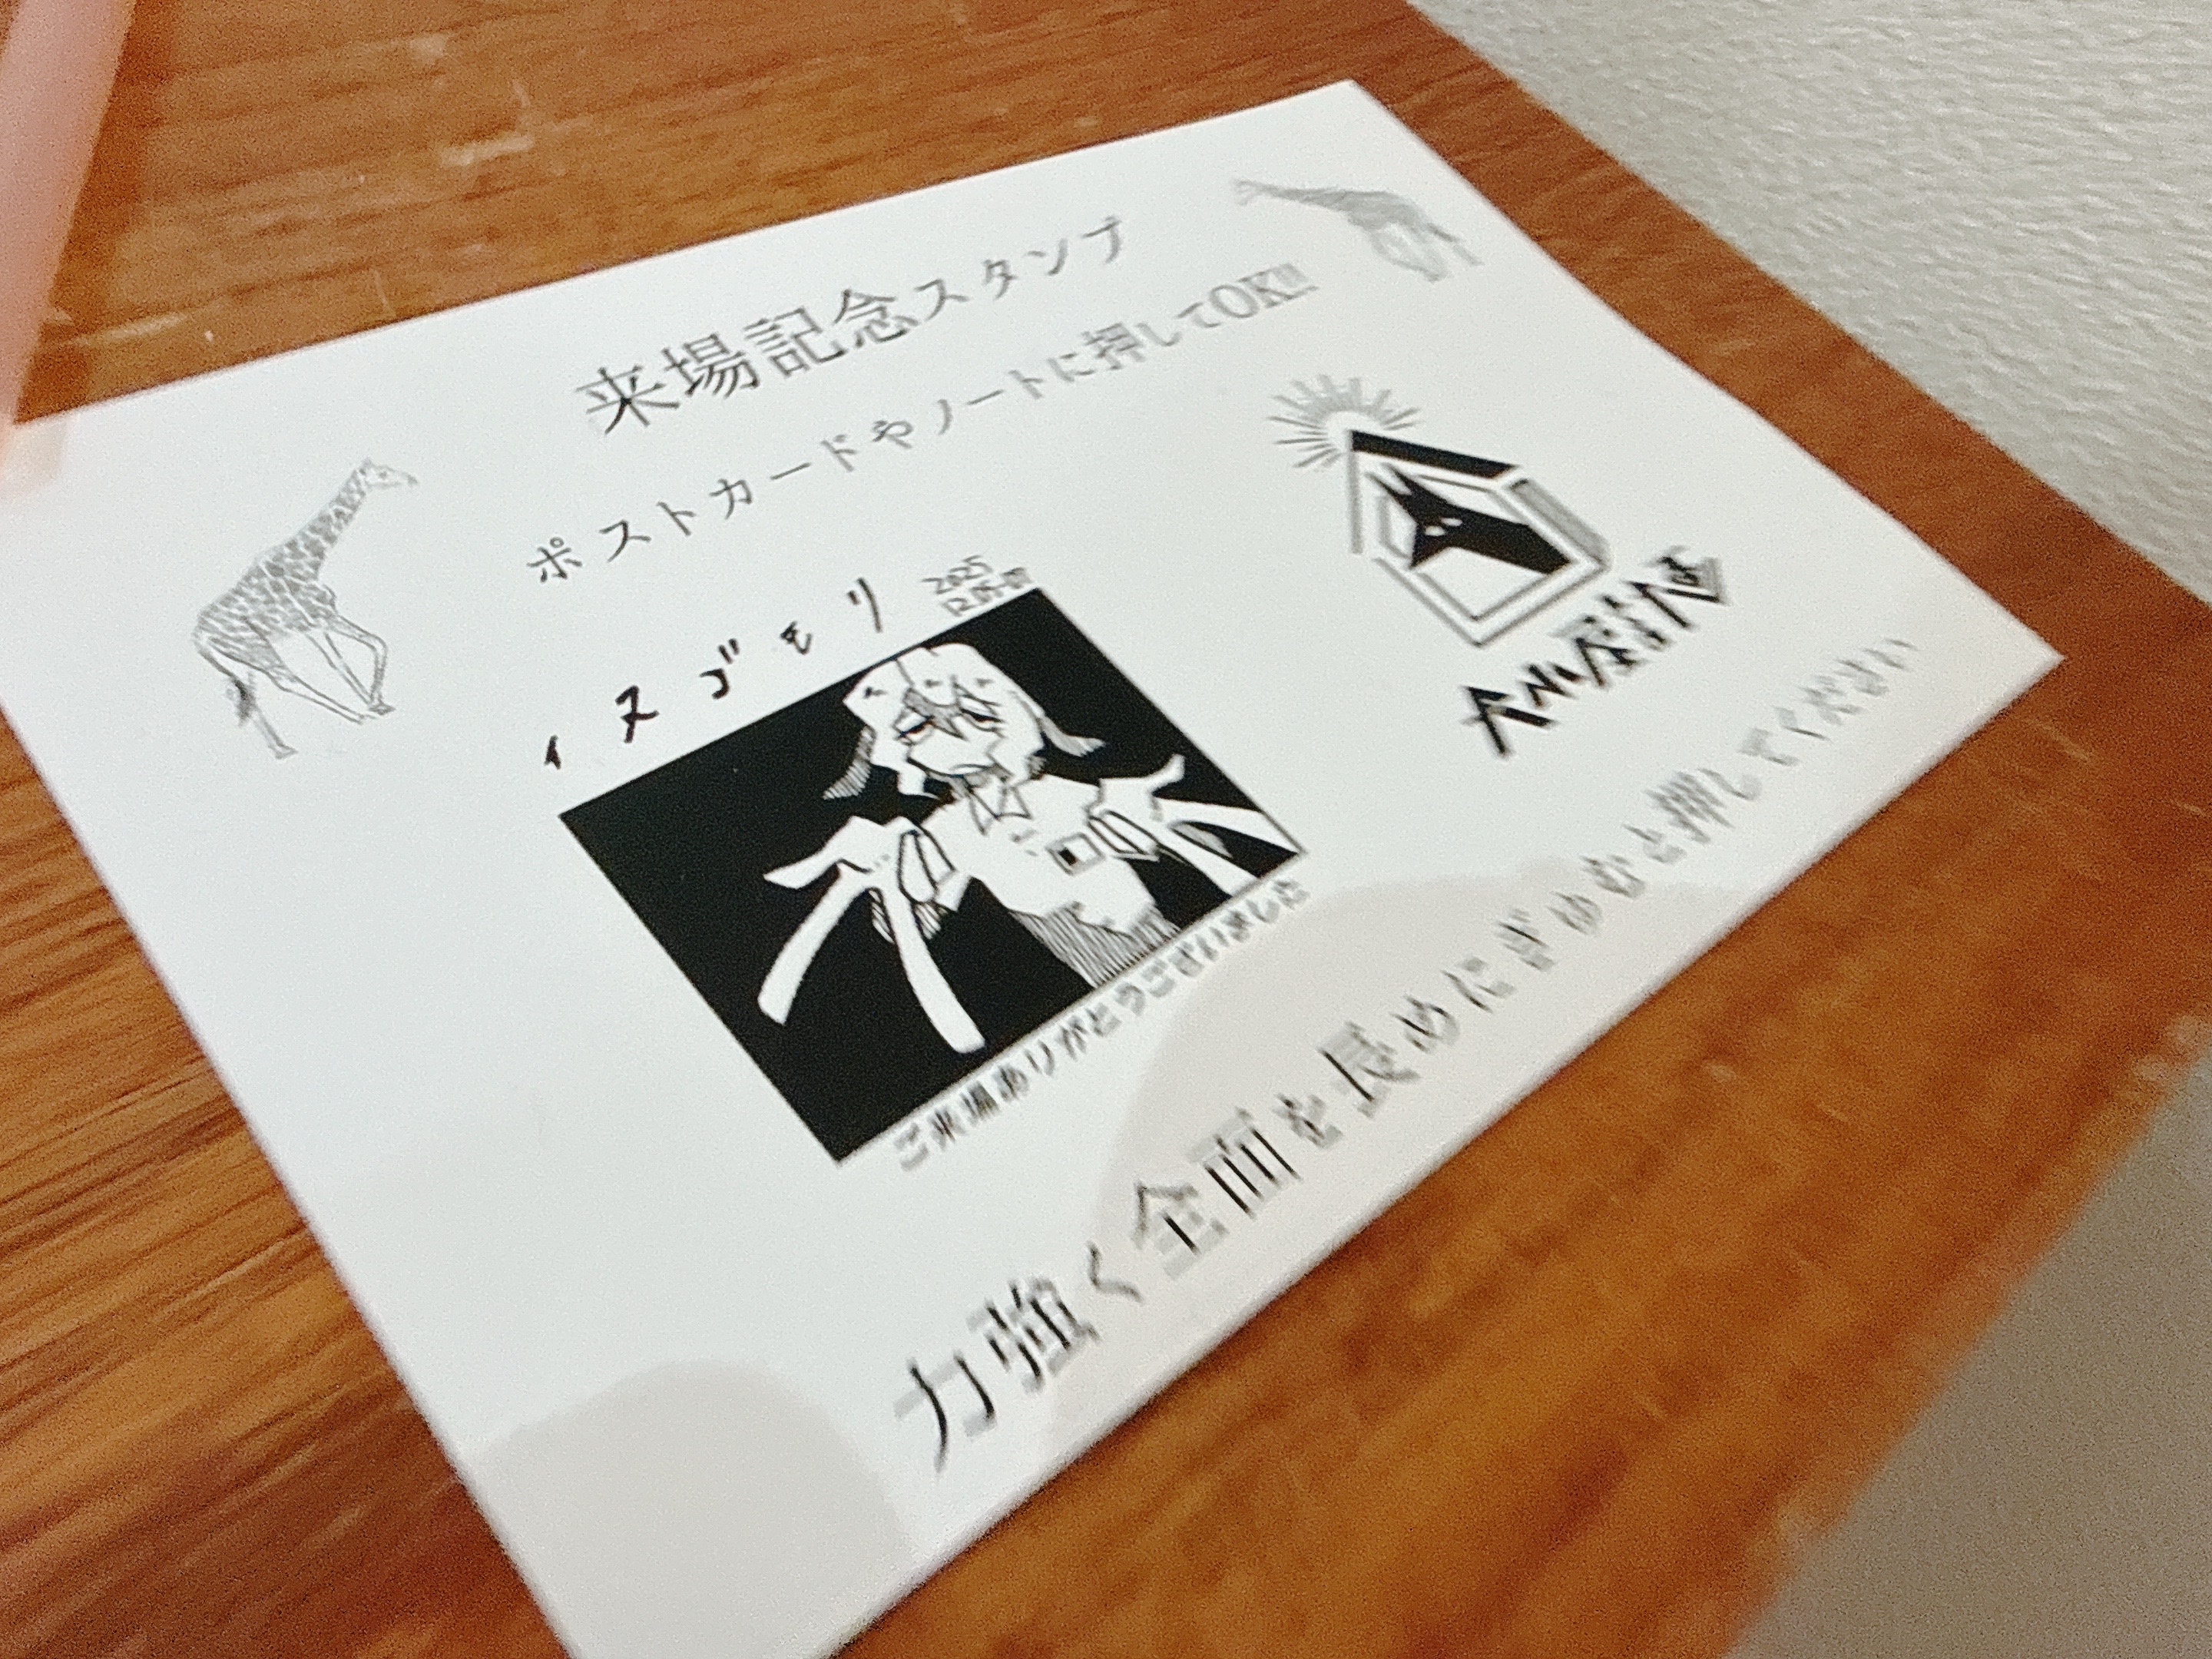 来場記念スタンプ
ポストカードやノートに押してOK!!
イヌゴモリ
2025
ご来場ありがとうございました
力強く全面を長めにぎゅむと押してください